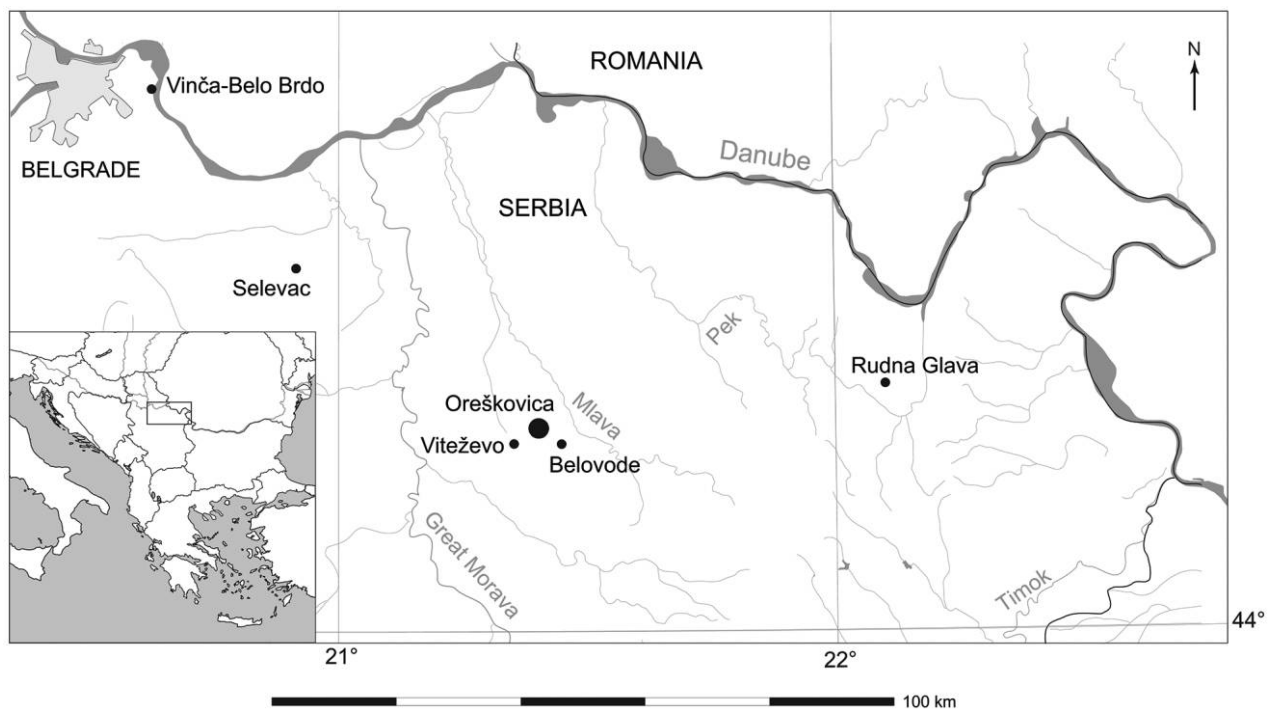 ROMANIA
N
Vinča-Belo Brdo
Danube
BELGRADE
SERBIA
Selevac
Pek
Rudna Glava
Oreškovica
Mlava
Viteževo
Belovode
Great Morava
Timok
44°
21°
22°
100 km